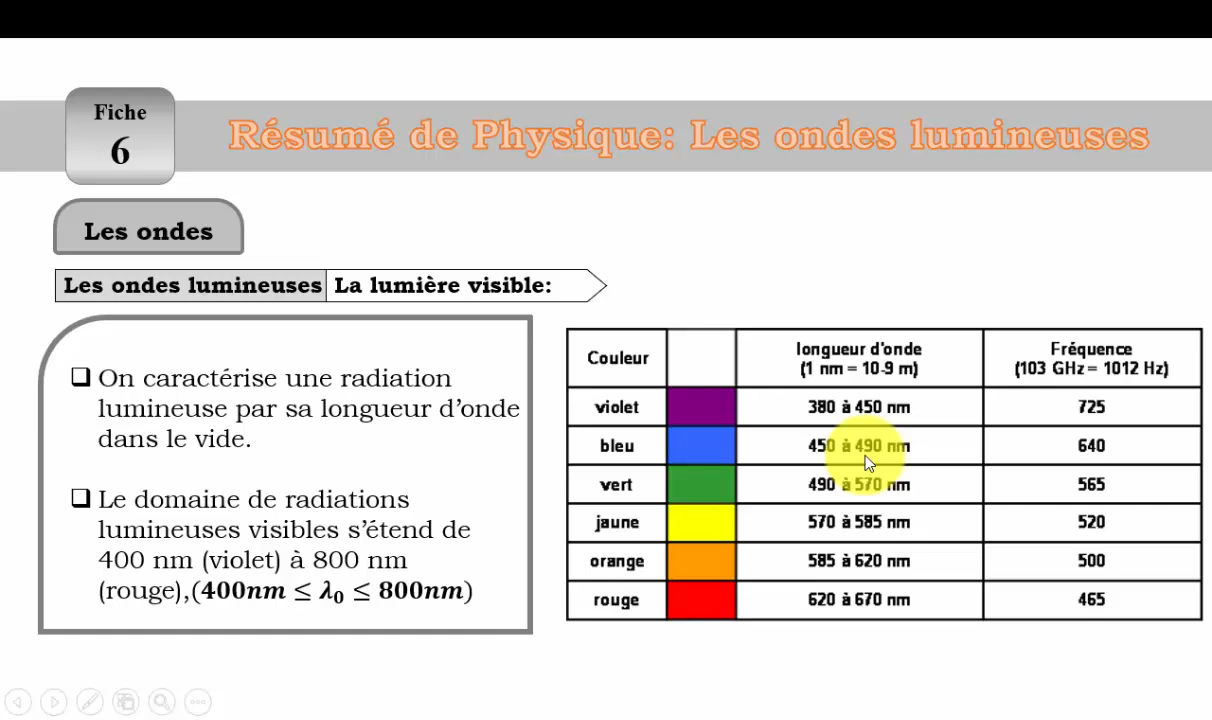 Fiche
6
Résumé de Physique: Les ondes lumineuses
Les ondes
Les ondes lumineuses La lumière visible:
❑ On caractérise une radiation
lumineuse par sa longueur d'onde
dans le vide.
❑ Le domaine de radiations
lumineuses visibles s'étend de
400 nm (violet) à 800 nm
(rouge),(400nm ≤ λ₀ ≤ 800nm)
Couleur longueur d'onde (1 nm = 10-9 m) Fréquence (103 GHz = 1012 Hz)
violet 380 à 450 nm 725
bleu 450 à 490 nm 640
vert 490 à 570 nm 565
jaune 570 à 585 nm 520
orange 585 à 620 nm 500
rouge 620 à 670 nm 465